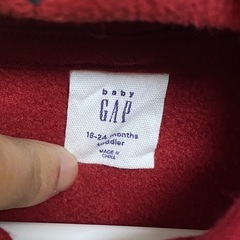 baby
GAP
18-24 months
toddler
MADE IN
CHINA